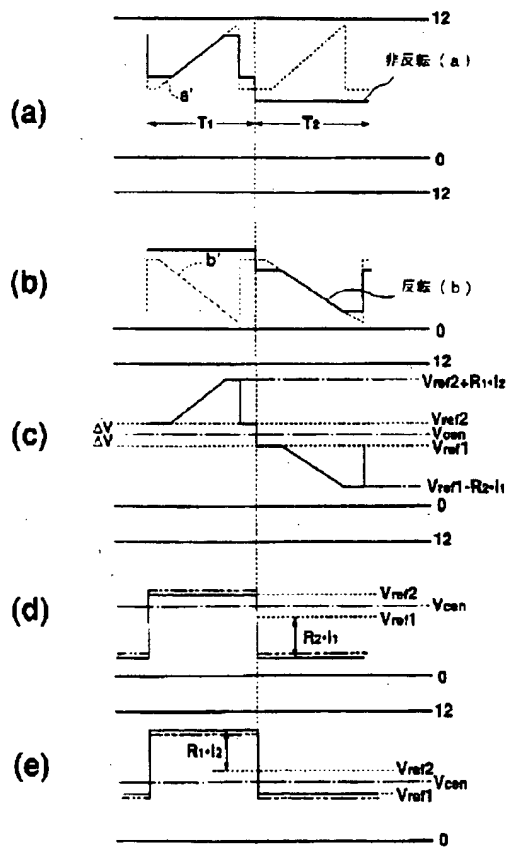 12
非反転（a）
a'
(a)
T1
T2
0
12
b'
(b)
反転（b）
0
12
Vref2+R1•I2
ΔV
Vref2
Vcen
(c)
ΔV
Vref1
Vref1-R2•I1
0
12
Vref2
(d)
Vcen
Vref1
R2•I1
0
12
R1•I2
(e)
Vref2
Vcen
Vref1
0